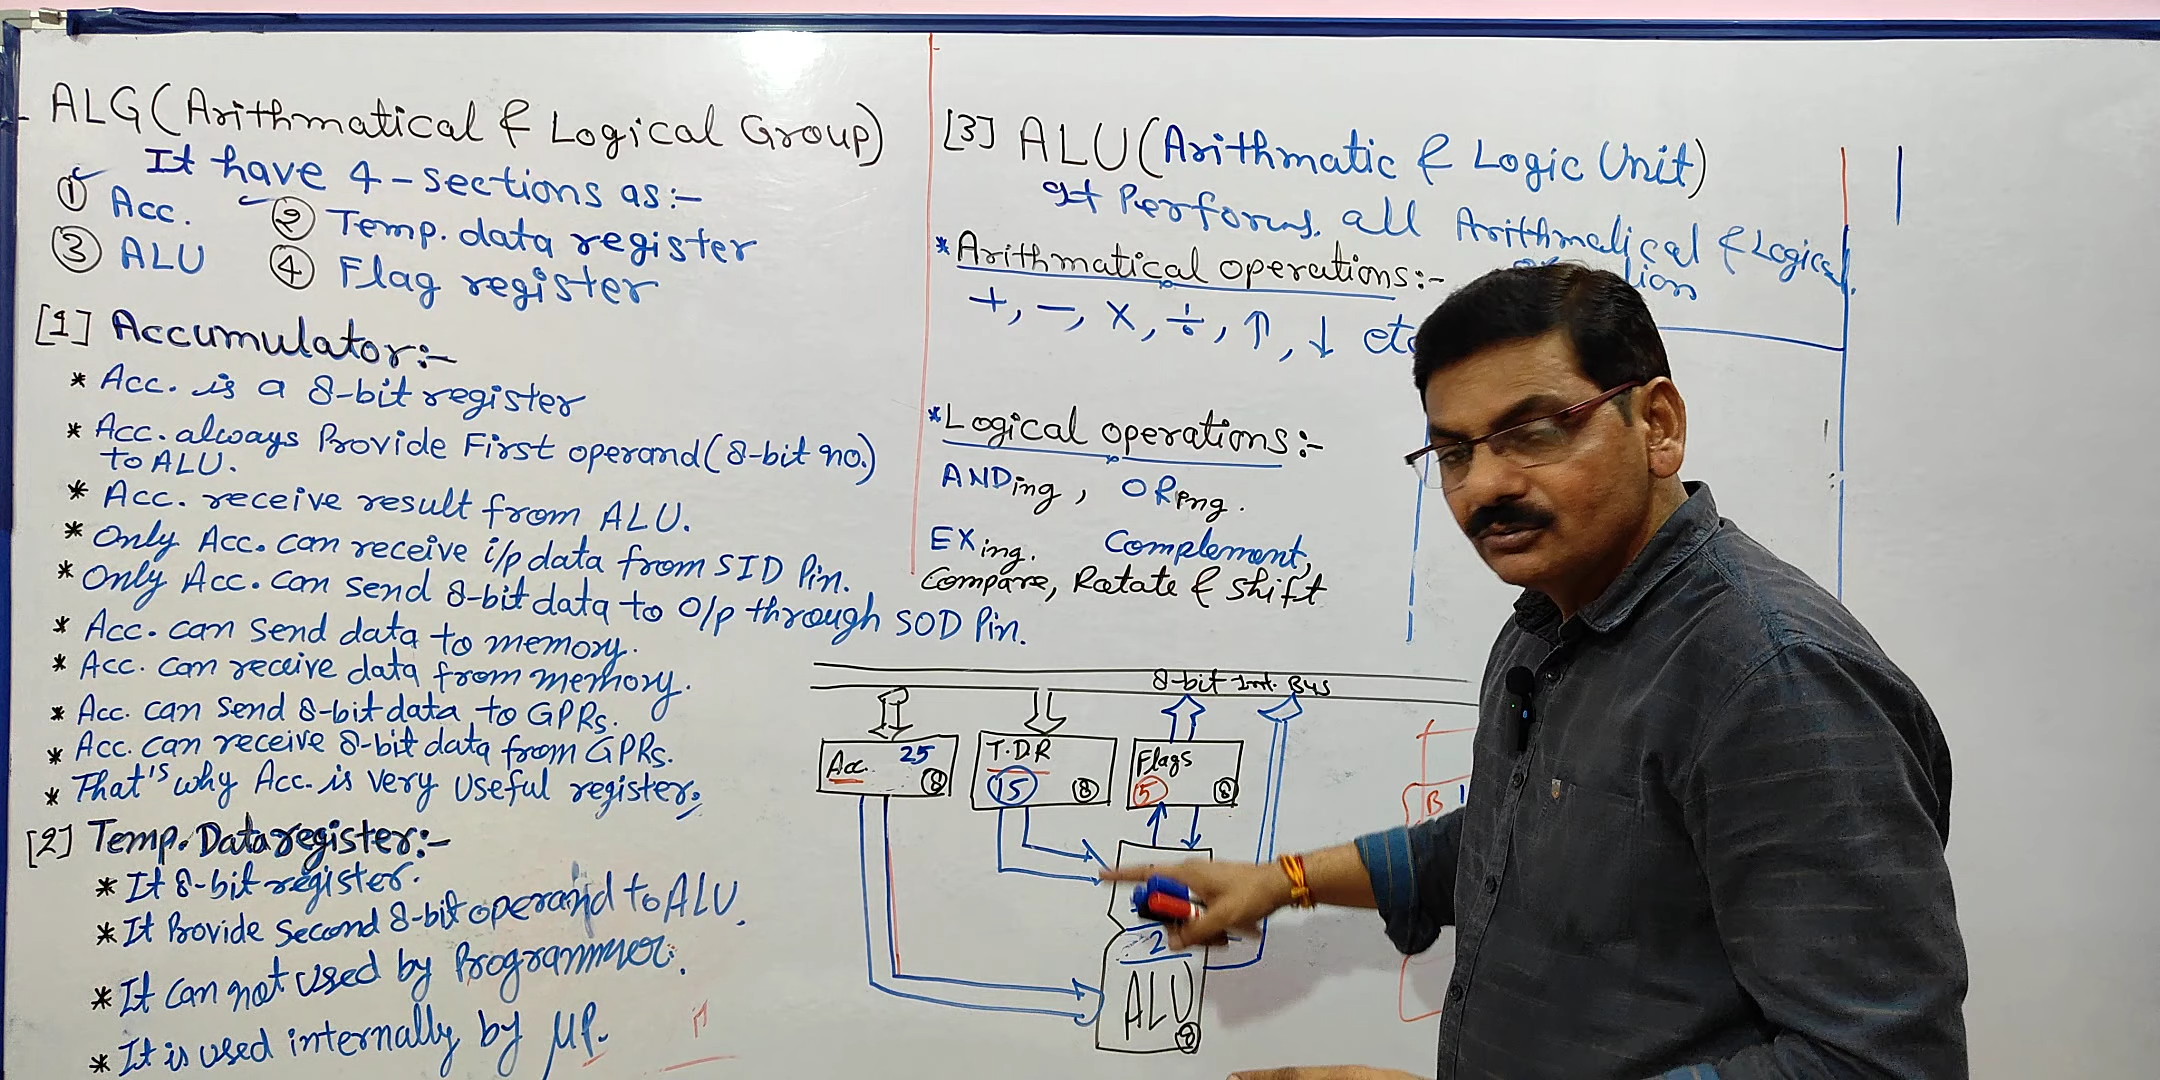 ALG (Arithmatical & Logical Group)
It have 4-sections as:-
① Acc. ② Temp. data register
③ ALU ④ Flag register
[1] Accumulator:-
* Acc. is a 8-bit register
* Acc. always Provide First operand (8-bit no.)
to ALU.
* Acc. receive result from ALU.
* Only Acc. can receive i/p data from SID Pin.
* Only Acc. can send 8-bit data to O/p through SOD Pin.
* Acc. can send data to memory.
* Acc. can receive data from memory.
* Acc. can send 8-bit data to GPRs.
* Acc. can receive 8-bit data from GPRs.
* That's why Acc. is very useful register.
[2] Temp. Data register:-
* It 8-bit register.
* It Provide Second 8-bit operand to ALU.
* It can not used by Programmer.
* It is used internally by μP.
[3] ALU (Arithmatic & Logic Unit)
It Performs all Arithmatical & Logical
* Arithmatical operations:-
+, -, ×, ÷, ↑, ↓ etc
* Logical operations:-
ANDing, ORing.
EXing. Complement,
Compare, Rotate & Shift
8-bit Int. Bus
Acc. 25 ⑧
T.D.R
15 ⑧
Flags
5 ⑧
2
ALU
⑧
B